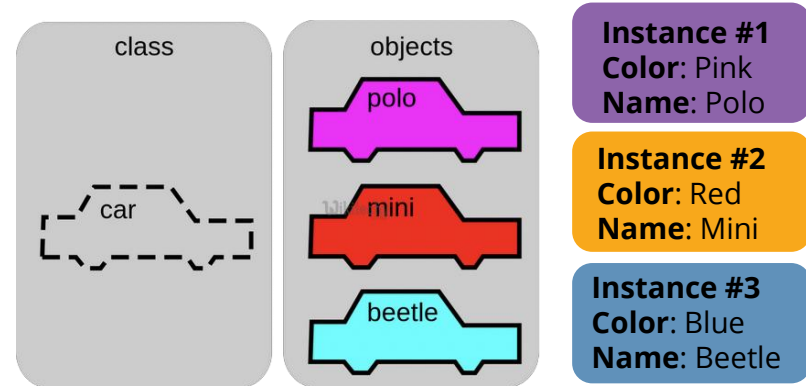 class
car
objects
polo
mini
beetle
Instance #1
Color: Pink
Name: Polo
Instance #2
Color: Red
Name: Mini
Instance #3
Color: Blue
Name: Beetle